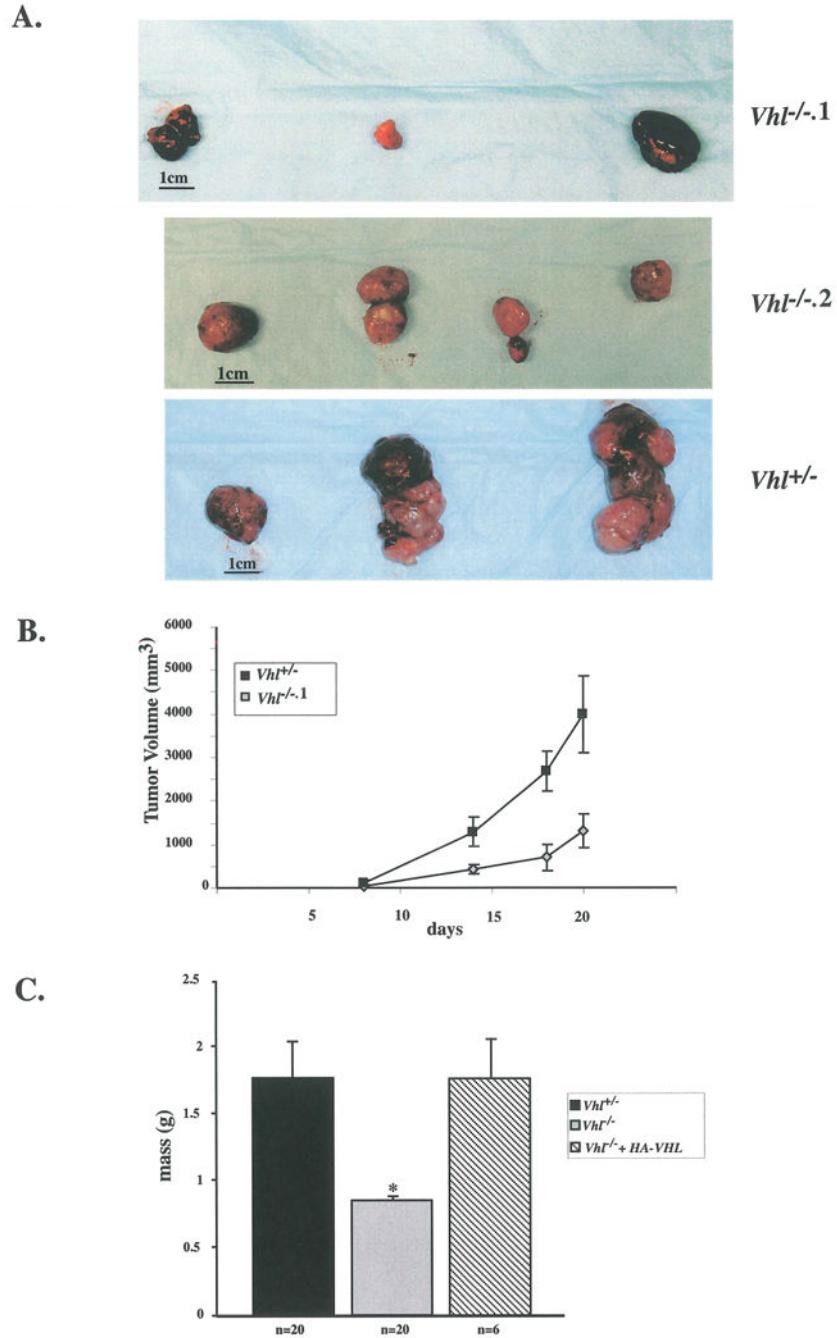 A.
Vhl-/-.1
1cm
Vhl-/-.2
1cm
Vhl+/-
1cm
B.
Tumor Volume (mm3)
6000
5000
4000
3000
2000
1000
0
Vhl+/-
Vhl-/-.1
5 10 15 20
days
C.
mass (g)
2.5
2
1.5
1
0.5
0
*
Vhl+/-
Vhl-/-
Vhl-/- + HA-VHL
n=20 n=20 n=6